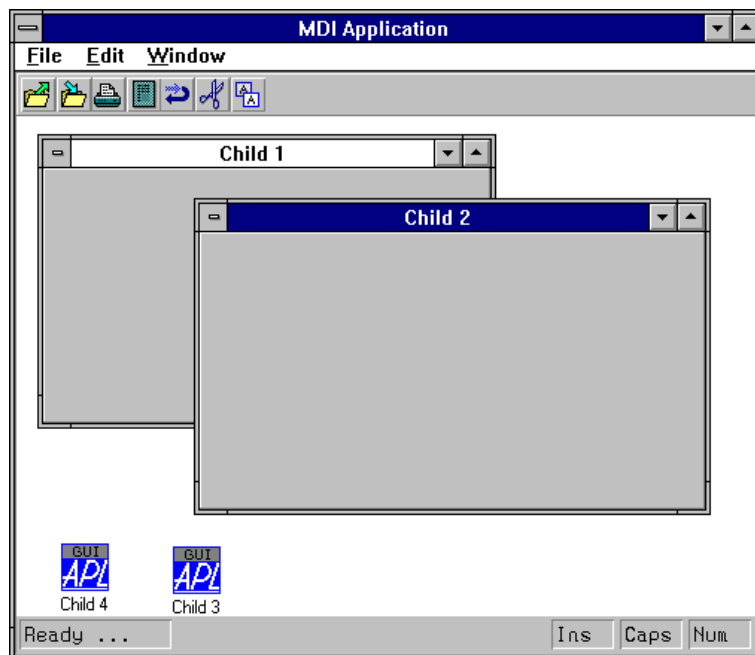 MDI Application
File Edit Window
Child 1
Child 2
GUI
APL
Child 4
GUI
APL
Child 3
Ready ... Ins Caps Num